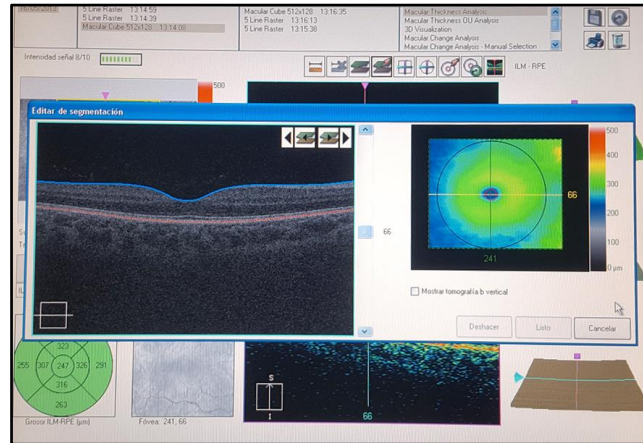 5 Line Raster 13:14:59
5 Line Raster 13:14:39
Macular Cube 512x128 13:14:08
Macular Cube 512x128 13:16:35
5 Line Raster 13:16:13
5 Line Raster 13:15:38
Macular Thickness Analysis
Macular Thickness OU Analysis
3D Visualization
Macular Change Analysis
Macular Change Analysis - Manual Selection
Intensidad señal (8/10)
ILM - RPE
500
Editar de segmentación
66
66
241
500
400
300
200
100
0 µm
Mostrar tomografía b vertical
Deshacer
Listo
Cancelar
323
255 307 247 326 291
316
263
Grosor ILM-RPE (µm)
Fóvea: 241, 66
S
I
66